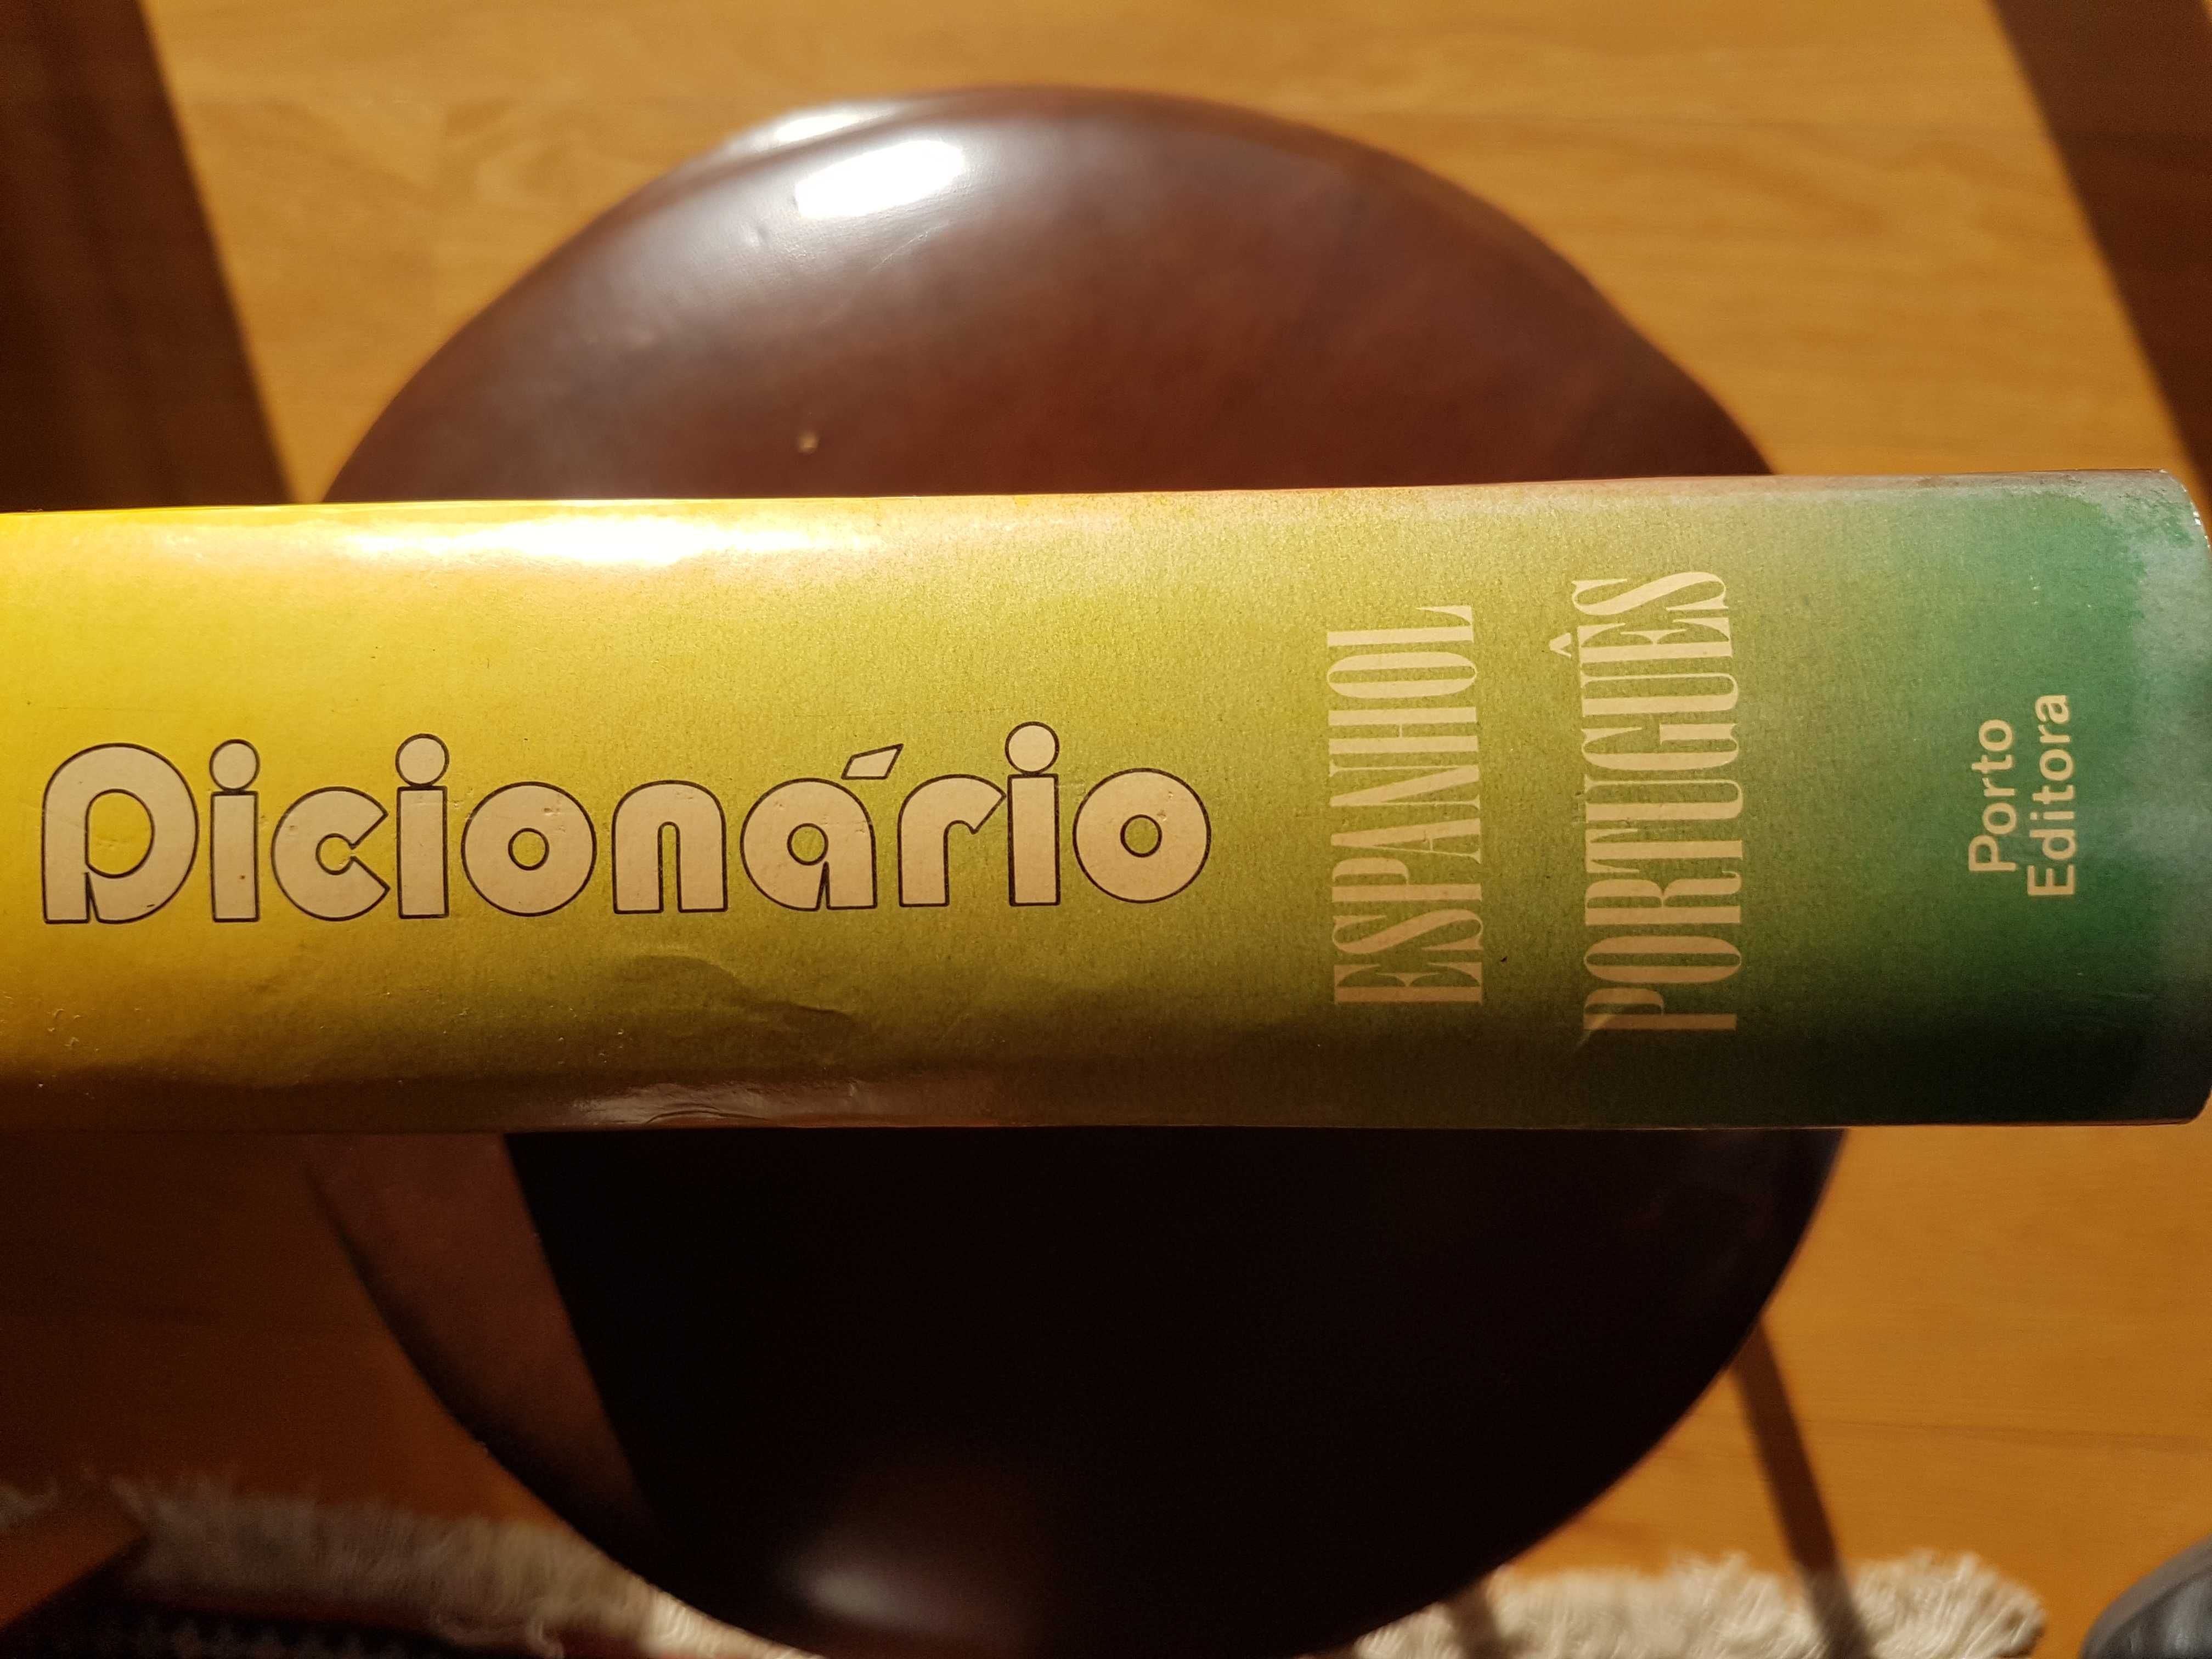 Dicionário
ESPANHOL
PORTUGUÊS
Porto
Editora